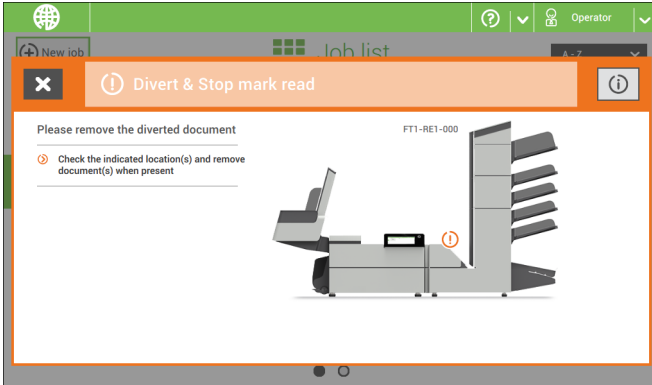 Operator
New job
Job list
A - Z
Divert & Stop mark read
Please remove the diverted document
FT1-RE1-000
Check the indicated location(s) and remove
document(s) when present